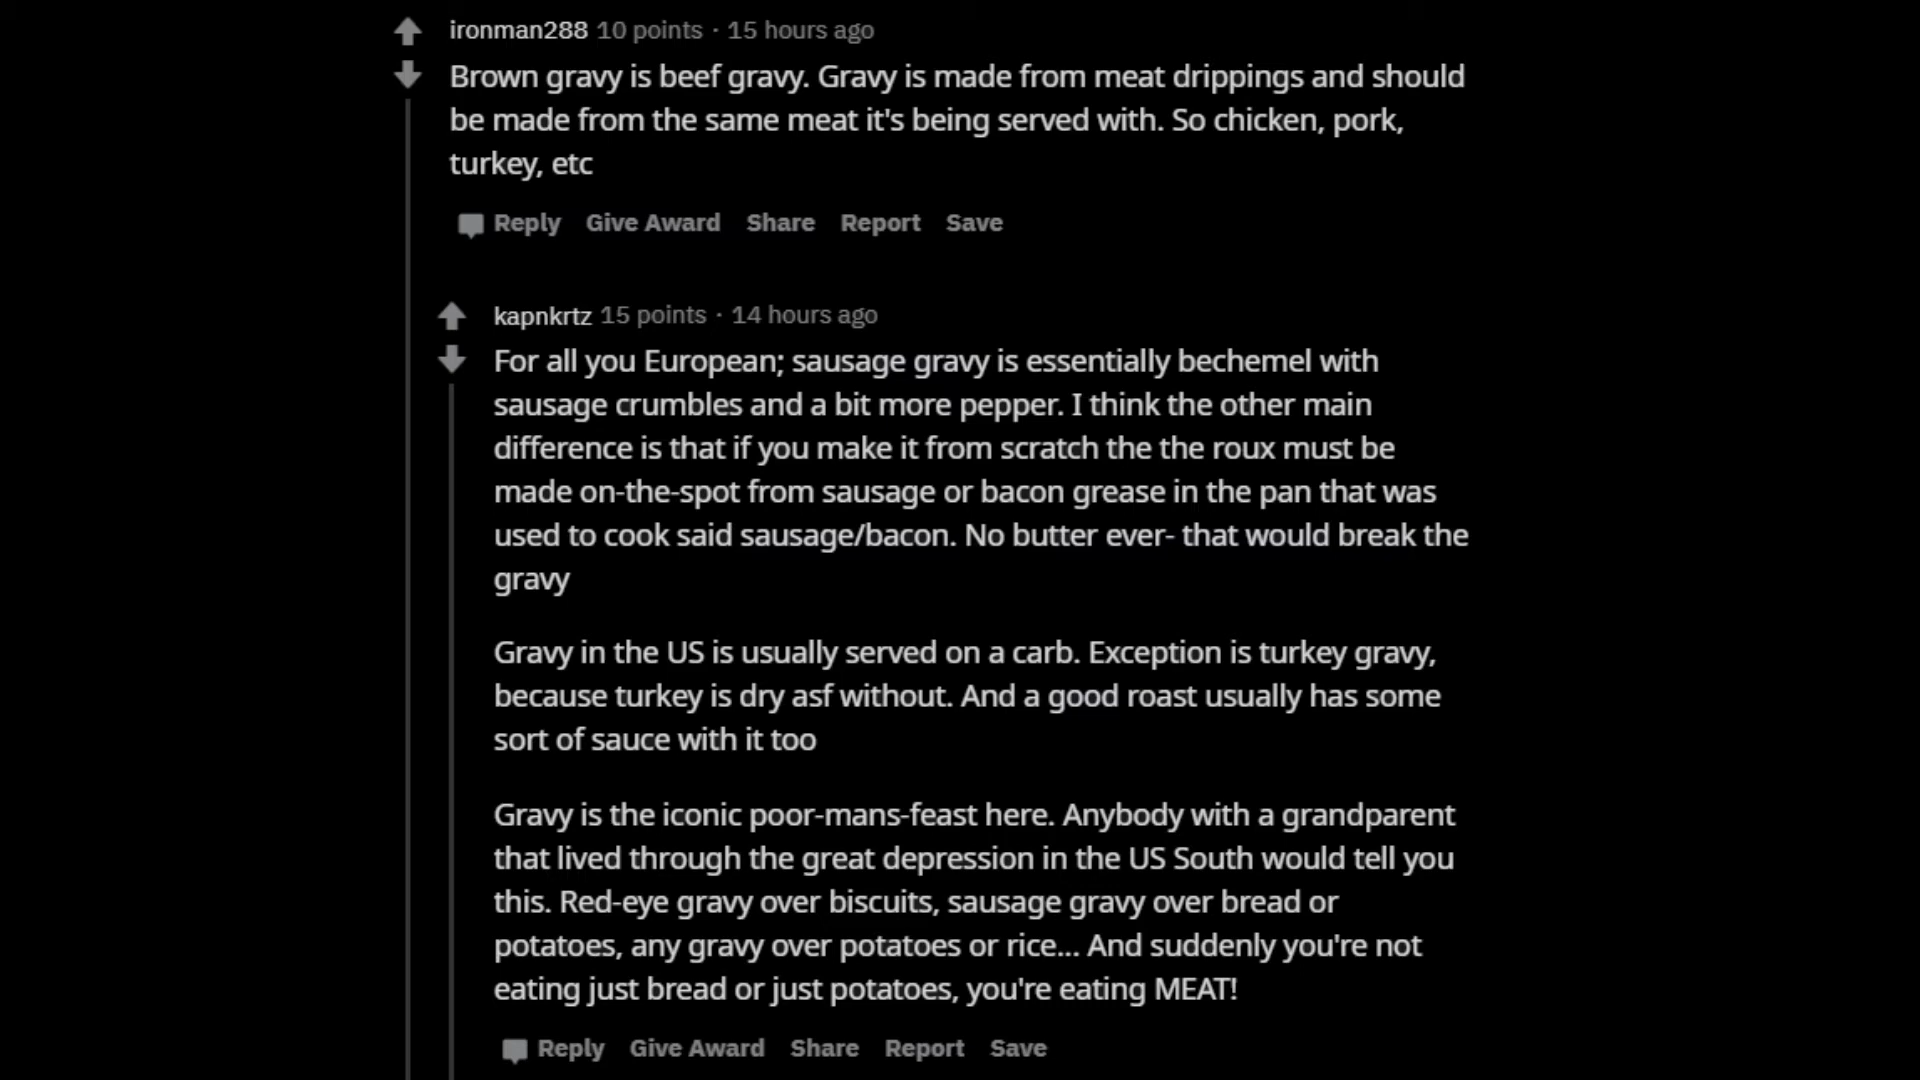 ironman288 10 points · 15 hours ago
Brown gravy is beef gravy. Gravy is made from meat drippings and should
be made from the same meat it's being served with. So chicken, pork,
turkey, etc
Reply Give Award Share Report Save
kapnkrtz 15 points · 14 hours ago
For all you European; sausage gravy is essentially bechemel with
sausage crumbles and a bit more pepper. I think the other main
difference is that if you make it from scratch the the roux must be
made on-the-spot from sausage or bacon grease in the pan that was
used to cook said sausage/bacon. No butter ever- that would break the
gravy
Gravy in the US is usually served on a carb. Exception is turkey gravy,
because turkey is dry asf without. And a good roast usually has some
sort of sauce with it too
Gravy is the iconic poor-mans-feast here. Anybody with a grandparent
that lived through the great depression in the US South would tell you
this. Red-eye gravy over biscuits, sausage gravy over bread or
potatoes, any gravy over potatoes or rice... And suddenly you're not
eating just bread or just potatoes, you're eating MEAT!
Reply Give Award Share Report Save